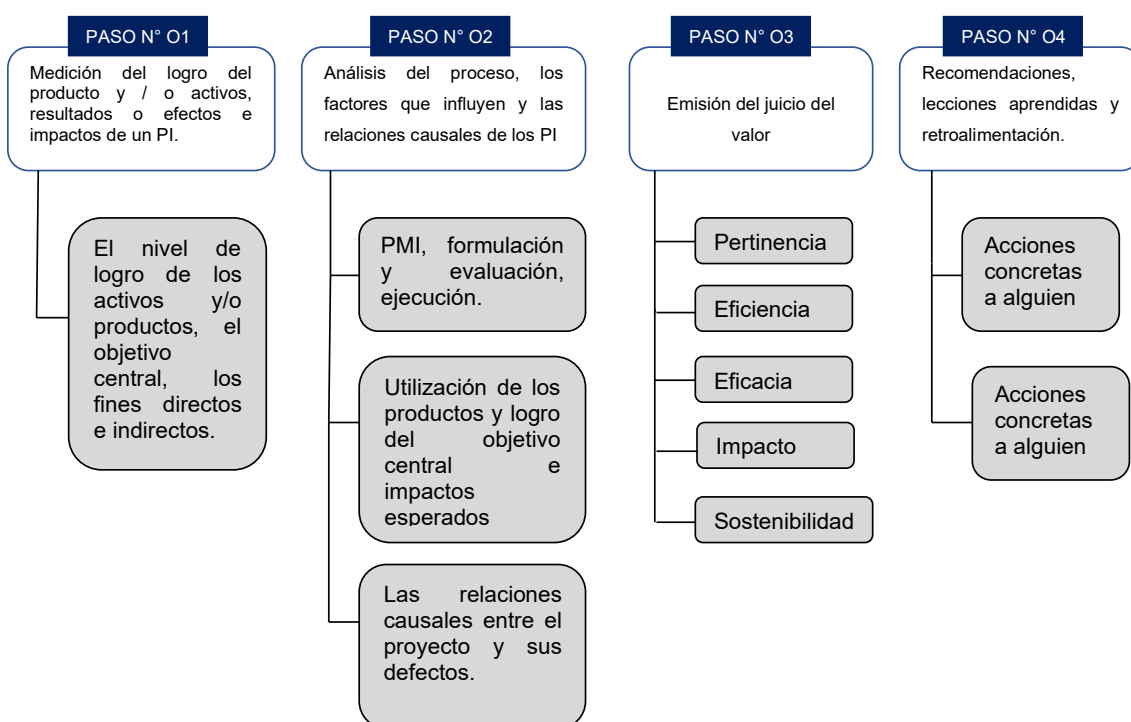 PASO N° O1
Medición del logro del
producto y / o activos,
resultados o efectos e
impactos de un PI.
El nivel de
logro de los
activos y/o
productos, el
objetivo
central, los
fines directos
e indirectos.
PASO N° O2
Análisis del proceso, los
factores que influyen y las
relaciones causales de los PI
PMI, formulación
y evaluación,
ejecución.
Utilización de los
productos y logro
del objetivo
central e
impactos
esperados
Las relaciones
causales entre el
proyecto y sus
defectos.
PASO N° O3
Emisión del juicio del
valor
Pertinencia
Eficiencia
Eficacia
Impacto
Sostenibilidad
PASO N° O4
Recomendaciones,
lecciones aprendidas y
retroalimentación.
Acciones
concretas
a alguien
Acciones
concretas
a alguien